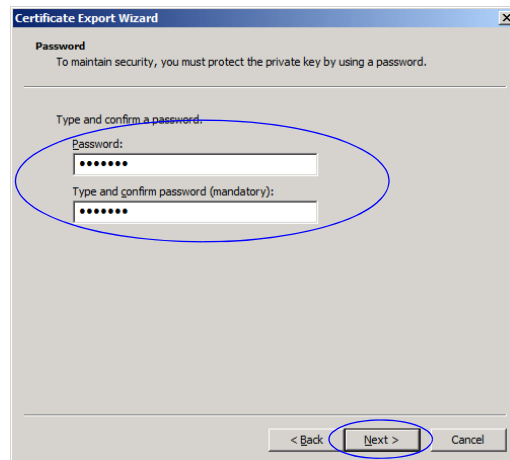 Certificate Export Wizard
Password
To maintain security, you must protect the private key by using a password.
Type and confirm a password.
Password:
•••••••
Type and confirm password (mandatory):
•••••••
< Back Next > Cancel